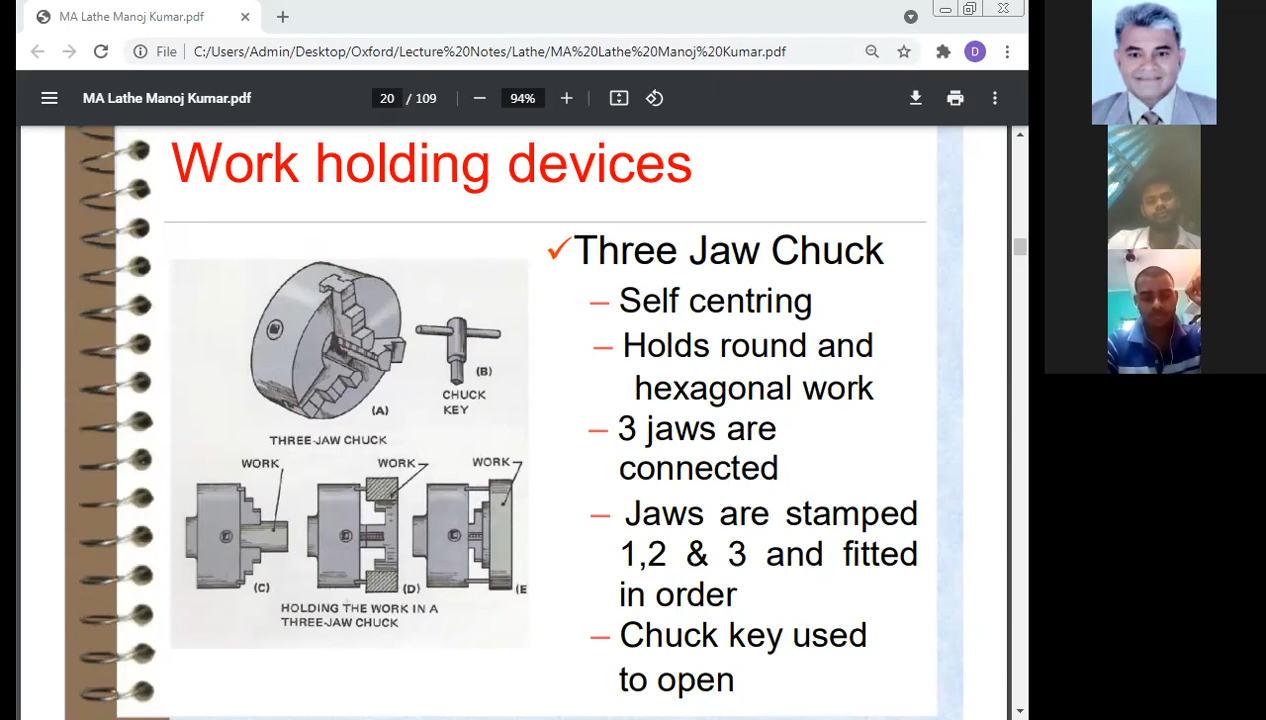 MA Lathe Manoj Kumar.pdf
File C:/Users/Admin/Desktop/Oxford/Lecture%20Notes/Lathe/MA%20Lathe%20Manoj%20Kumar.pdf
D
MA Lathe Manoj Kumar.pdf
20 / 109
94%
Work holding devices
✓Three Jaw Chuck
– Self centring
– Holds round and
hexagonal work
– 3 jaws are
connected
– Jaws are stamped
1,2 & 3 and fitted
in order
– Chuck key used
to open
(A)
(B)
CHUCK
KEY
THREE-JAW CHUCK
WORK
WORK
WORK
(C)
(D)
(E
HOLDING THE WORK IN A
THREE-JAW CHUCK